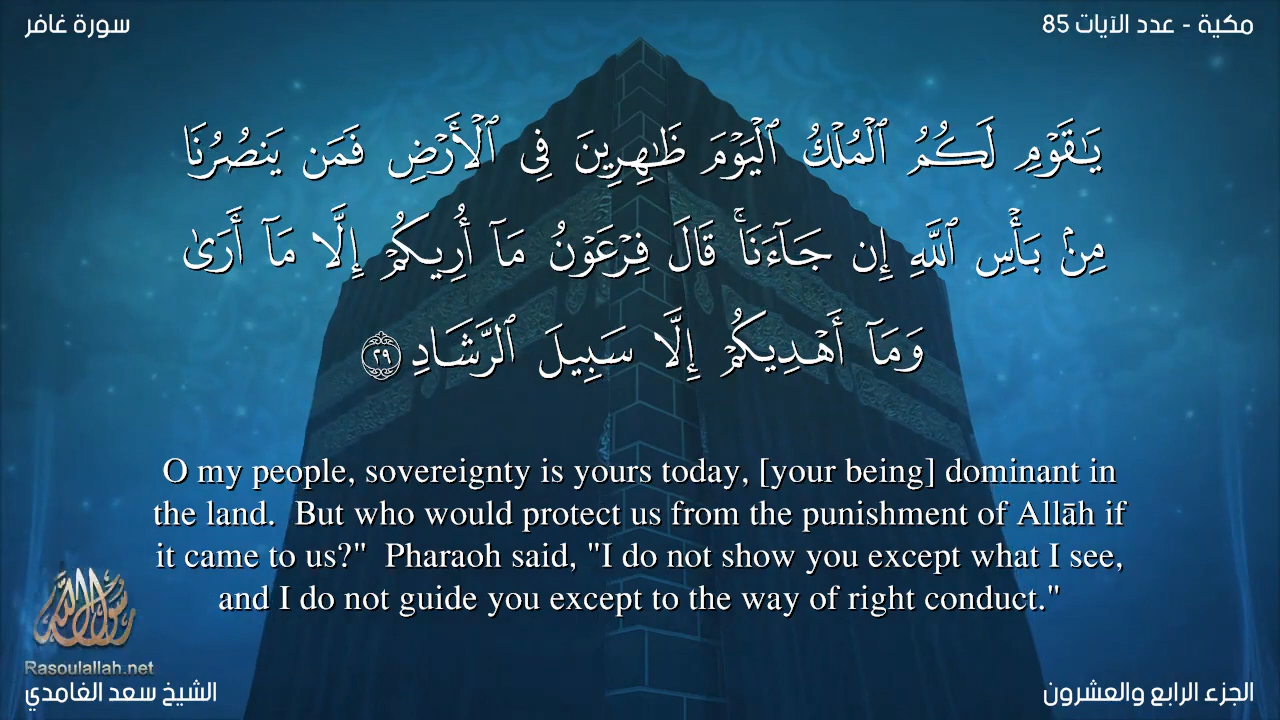 سورة غافر
مكية - عدد الآيات 85
يَـٰقَوْمِ لَكُمُ ٱلْمُلْكُ ٱلْيَوْمَ ظَـٰهِرِينَ فِى ٱلْأَرْضِ فَمَن يَنصُرُنَا
مِنۢ بَأْسِ ٱللَّهِ إِن جَآءَنَا ۚ قَالَ فِرْعَوْنُ مَآ أُرِيكُمْ إِلَّا مَآ أَرَىٰ
وَمَآ أَهْدِيكُمْ إِلَّا سَبِيلَ ٱلرَّشَادِ ٢٩
O my people, sovereignty is yours today, [your being] dominant in
the land.  But who would protect us from the punishment of Allāh if
it came to us?"  Pharaoh said, "I do not show you except what I see,
and I do not guide you except to the way of right conduct."
رسول الله
Rasoulallah.net
الشيخ سعد الغامدي
الجزء الرابع والعشرون